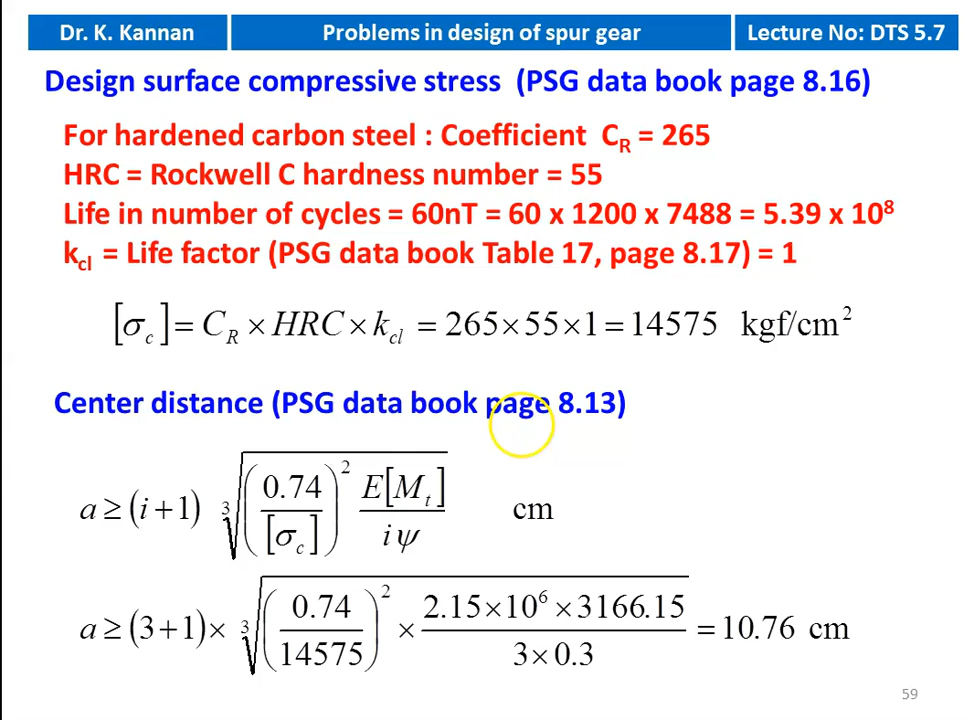 Dr. K. Kannan Problems in design of spur gear Lecture No: DTS 5.7
Design surface compressive stress (PSG data book page 8.16)
For hardened carbon steel : Coefficient C_R = 265
HRC = Rockwell C hardness number = 55
Life in number of cycles = 60nT = 60 x 1200 x 7488 = 5.39 x 10^8
k_cl = Life factor (PSG data book Table 17, page 8.17) = 1
[σ_c] = C_R × HRC × k_cl = 265×55×1 = 14575 kgf/cm^2
Center distance (PSG data book page 8.13)
a ≥ (i+1) ∛((0.74/[σ_c])^2 E[M_t]/(iψ)) cm
a ≥ (3+1)× ∛((0.74/14575)^2 × (2.15×10^6×3166.15)/(3×0.3)) = 10.76 cm
59